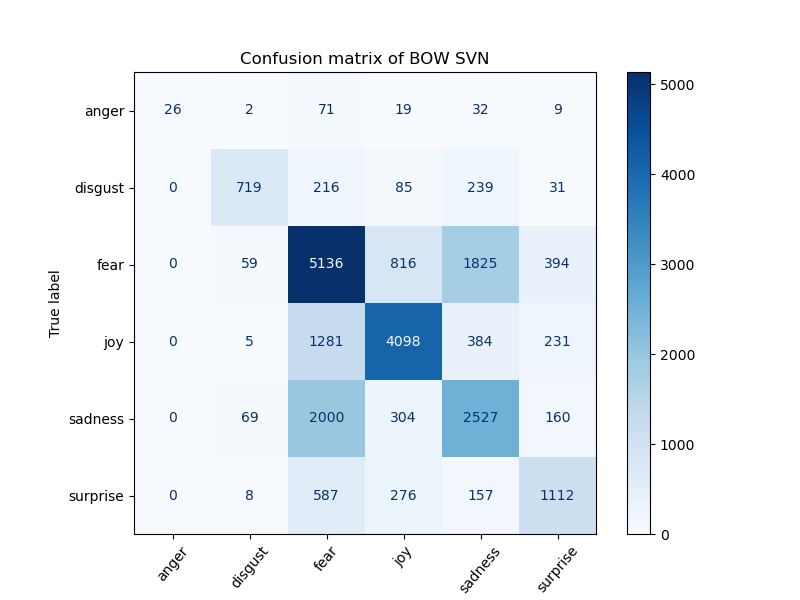 Confusion matrix of BOW SVN
True label
anger 26 2 71 19 32 9
disgust 0 719 216 85 239 31
fear 0 59 5136 816 1825 394
joy 0 5 1281 4098 384 231
sadness 0 69 2000 304 2527 160
surprise 0 8 587 276 157 1112
anger disgust fear joy sadness surprise
5000
4000
3000
2000
1000
0